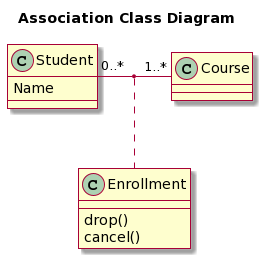 Association Class Diagram
C Student
Name
0..* 1..*
C Course
C Enrollment
drop()
cancel()